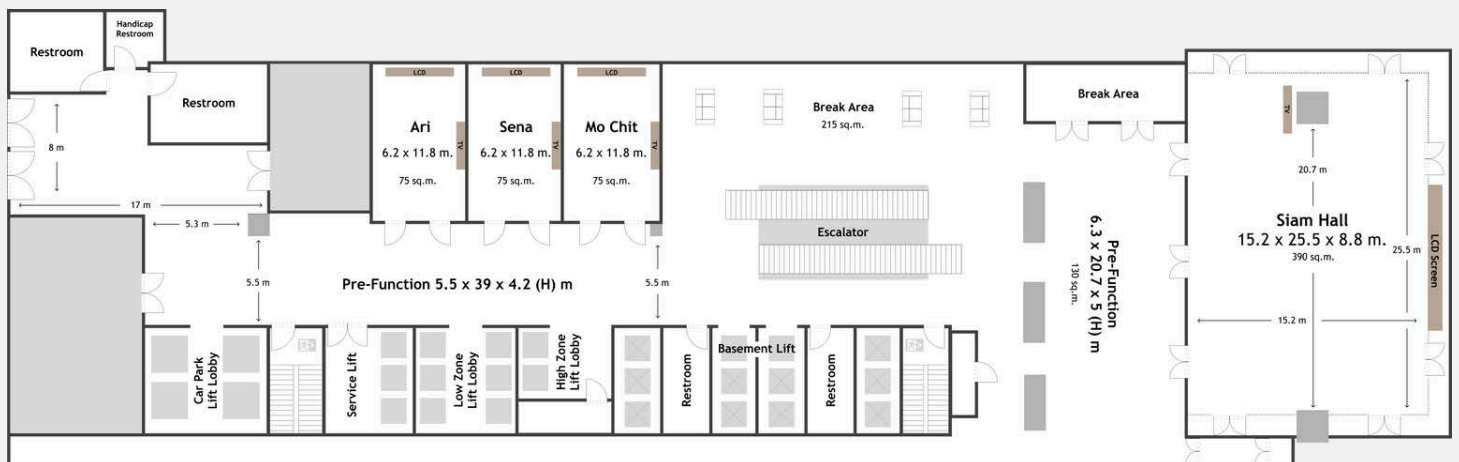 Restroom
Handicap
Restroom
Restroom
8 m
17 m
5.3 m
5.5 m
LCD
Ari
6.2 x 11.8 m.
75 sq.m.
TV
LCD
Sena
6.2 x 11.8 m.
75 sq.m.
TV
LCD
Mo Chit
6.2 x 11.8 m.
75 sq.m.
TV
Break Area
215 sq.m.
Escalator
Pre-Function 5.5 x 39 x 4.2 (H) m
5.5 m
Break Area
Pre-Function
6.3 x 20.7 x 5 (H) m
130 sq.m.
TV
20.7 m
Siam Hall
15.2 x 25.5 x 8.8 m.
390 sq.m.
25.5 m
15.2 m
LCD Screen
Car Park
Lift Lobby
Service Lift
Low Zone
Lift Lobby
High Zone
Lift Lobby
Restroom
Basement Lift
Restroom